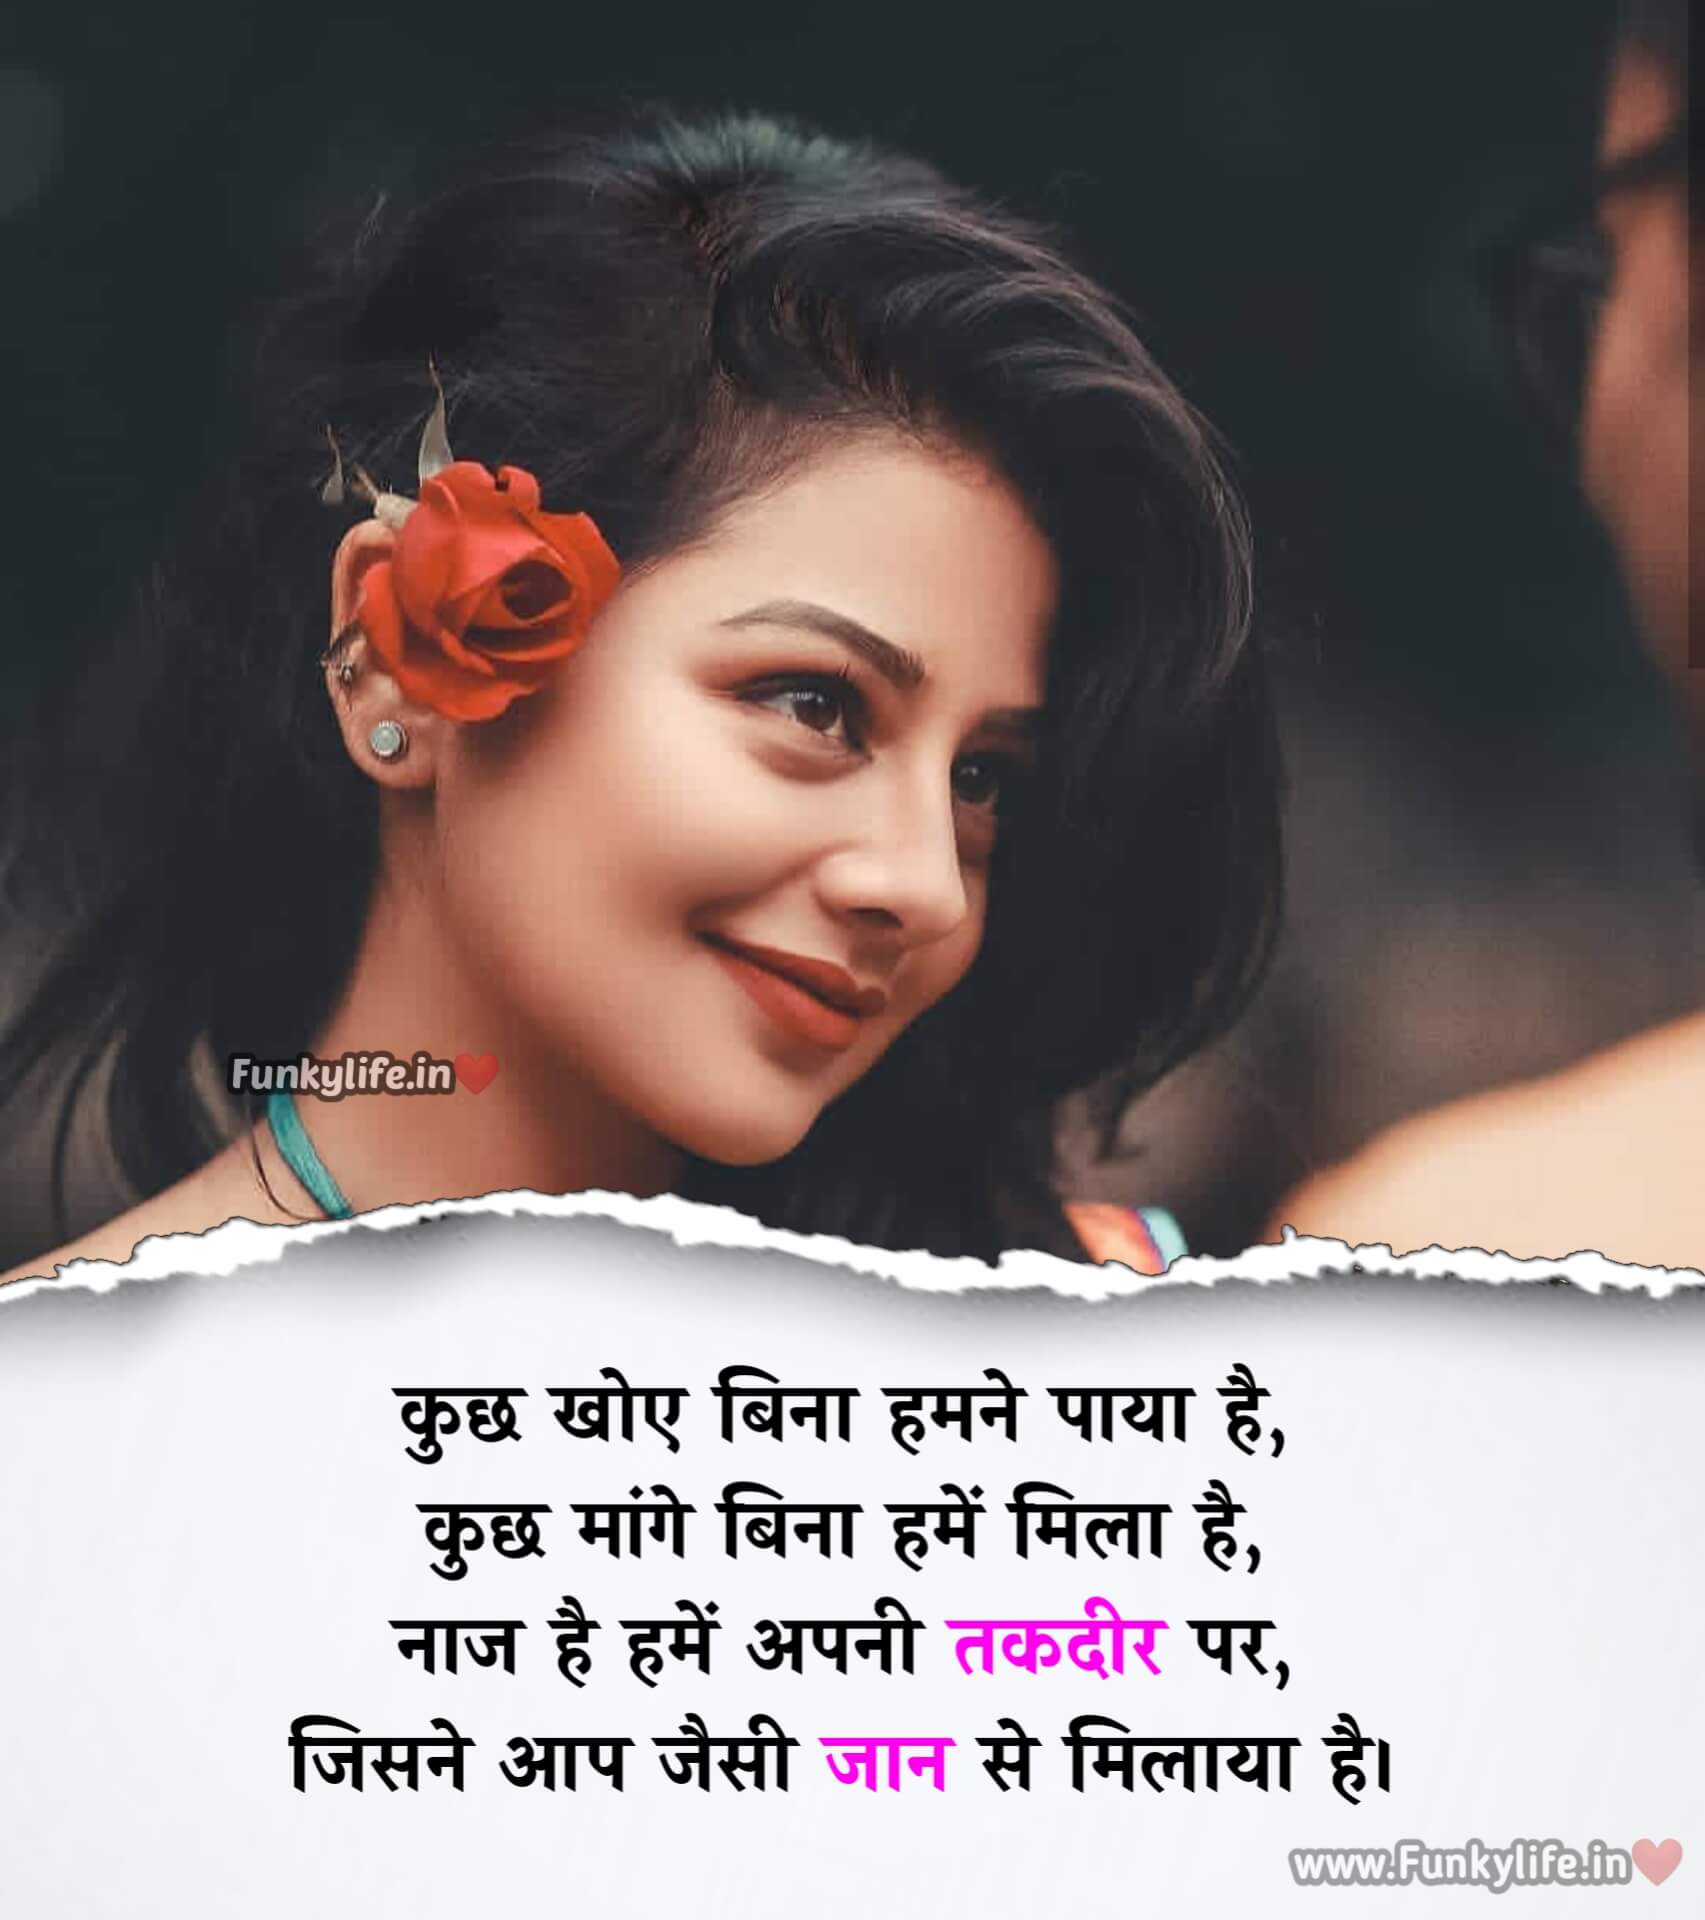 Funkylife.in
कुछ खोए बिना हमने पाया है,
कुछ मांगे बिना हमें मिला है,
नाज है हमें अपनी तकदीर पर,
जिसने आप जैसी जान से मिलाया है।
www.Funkylife.in